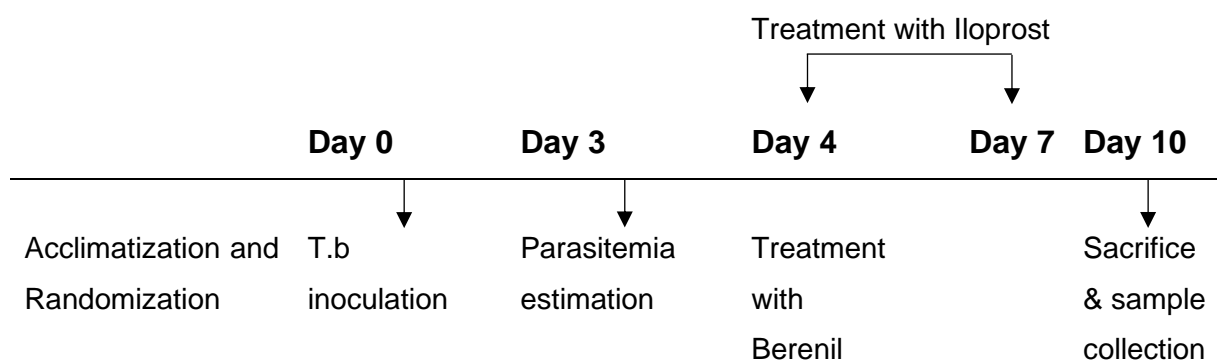 Treatment with Iloprost
Day 0 Day 3 Day 4 Day 7 Day 10
Acclimatization and T.b Parasitemia Treatment Sacrifice
Randomization inoculation estimation with & sample
Berenil collection